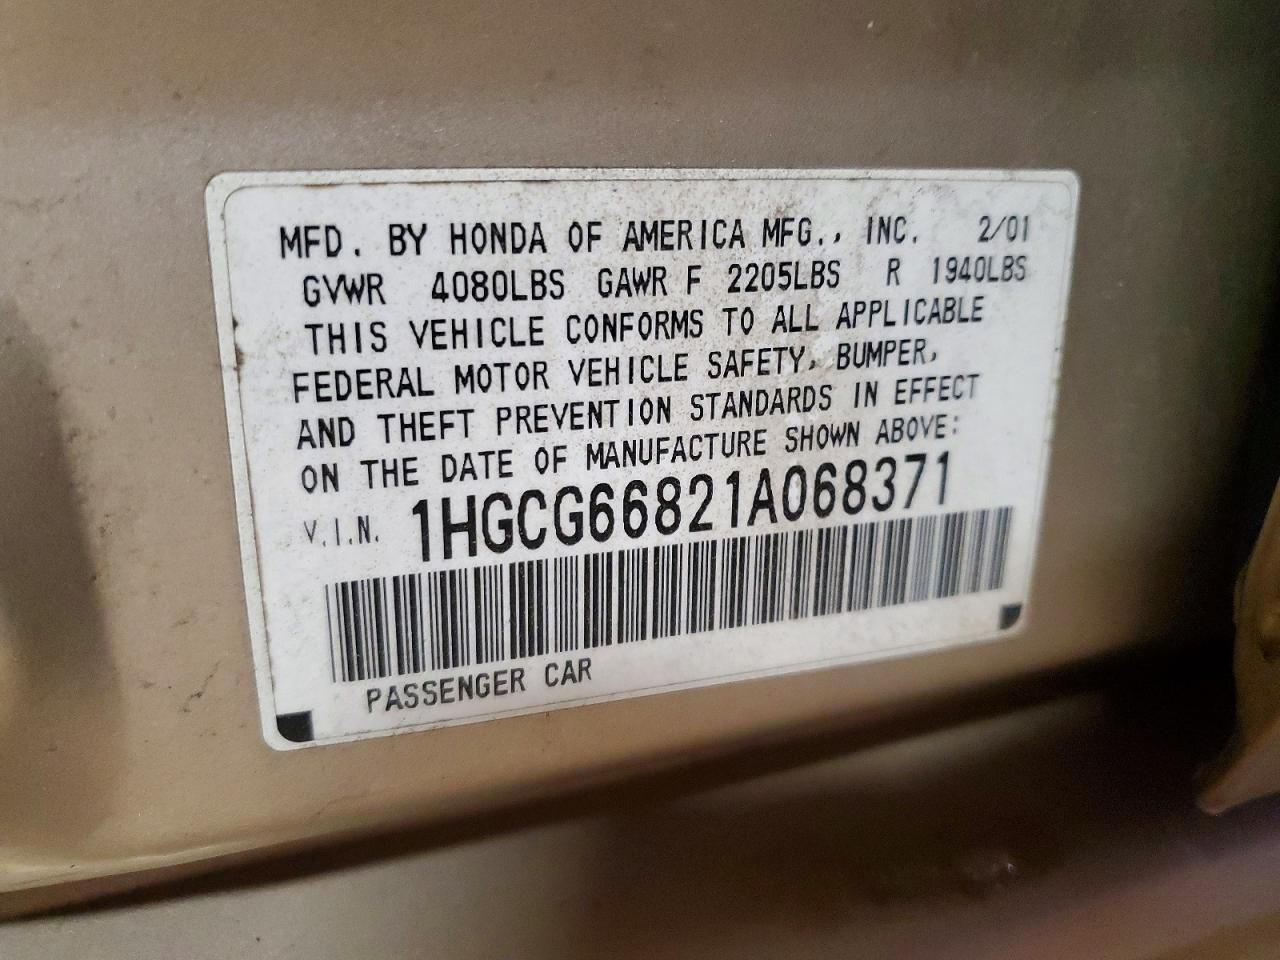 MFD. BY HONDA OF AMERICA MFG., INC. 2/01
GVWR 4080LBS GAWR F 2205LBS R 1940LBS
THIS VEHICLE CONFORMS TO ALL APPLICABLE
FEDERAL MOTOR VEHICLE SAFETY, BUMPER,
AND THEFT PREVENTION STANDARDS IN EFFECT
ON THE DATE OF MANUFACTURE SHOWN ABOVE:
V.I.N. 1HGCG66821A068371
PASSENGER CAR